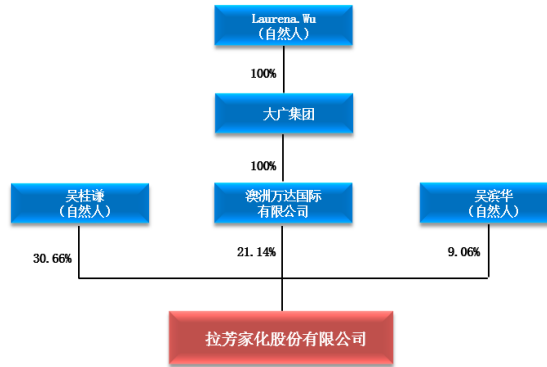 Laurena.Wu
（自然人）
100%
大广集团
100%
吴桂谦
（自然人）
澳洲万达国际
有限公司
吴滨华
（自然人）
30.66%
21.14%
9.06%
拉芳家化股份有限公司